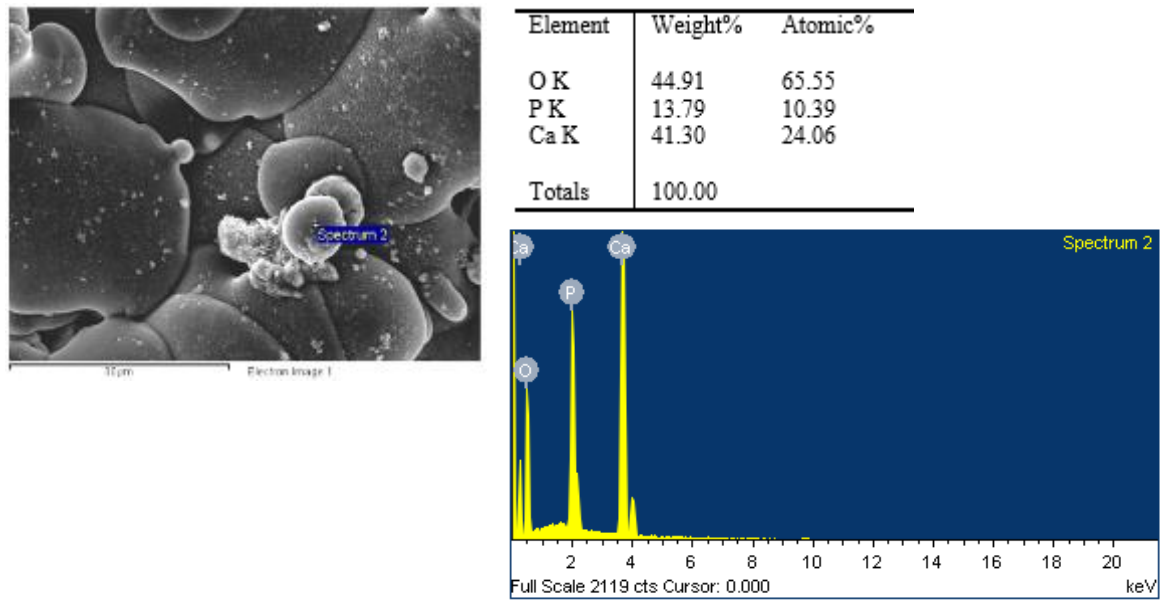 Spectrum 2
30µm
Electron Image 1
Element Weight% Atomic%
O K 44.91 65.55
P K 13.79 10.39
Ca K 41.30 24.06
Totals 100.00
Spectrum 2
Ca
Ca
P
O
2 4 6 8 10 12 14 16 18 20
Full Scale 2119 cts Cursor: 0.000 keV